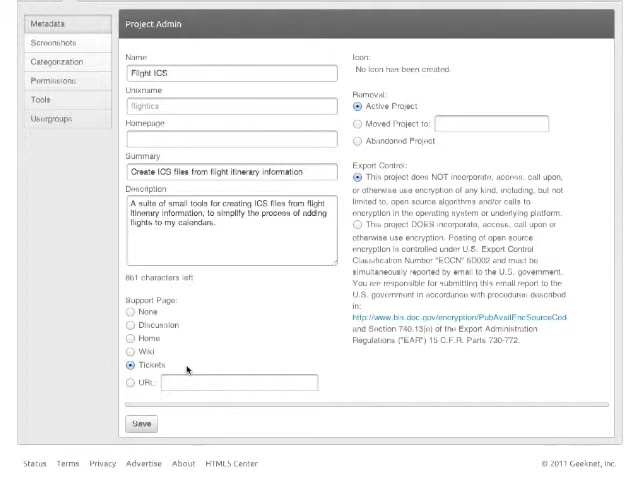 Metadata
Screenshots
Categorization
Permissions
Tools
Usergroups
Project Admin
Name
Flight ICS
Unixname
flightics
Homepage
Summary
Create ICS files from flight itinerary information
Description
A suite of small tools for creating ICS files from flight
itinerary information, to simplify the process of adding
flights to my calendars.
861 characters left
Support Page:
None
Discussion
Home
Wiki
Tickets
URL:
Save
Icon:
No icon has been created.
Removal:
Active Project
Moved Project to:
Abandoned Project
Export Control:
This project does NOT incorporate, access, call upon,
or otherwise use encryption of any kind, including, but not
limited to, open source algorithms and/or calls to
encryption in the operating system or underlying platform.
This project DOES incorporate, access, call upon or
otherwise use encryption. Posting of open source
encryption is controlled under U.S. Export Control
Classification Number "ECCN" 5D002 and must be
simultaneously reported by email to the U.S. government.
You are responsible for submitting this email report to the
U.S. government in accordance with procedures described
in:
http://www.bis.doc.gov/encryption/PubAvailEncSourceCod
and Section 740.13(e) of the Export Administration
Regulations ("EAR") 15 C.F.R. Parts 730-772.
Status Terms Privacy Advertise About HTML5 Center
© 2011 Geeknet, Inc.